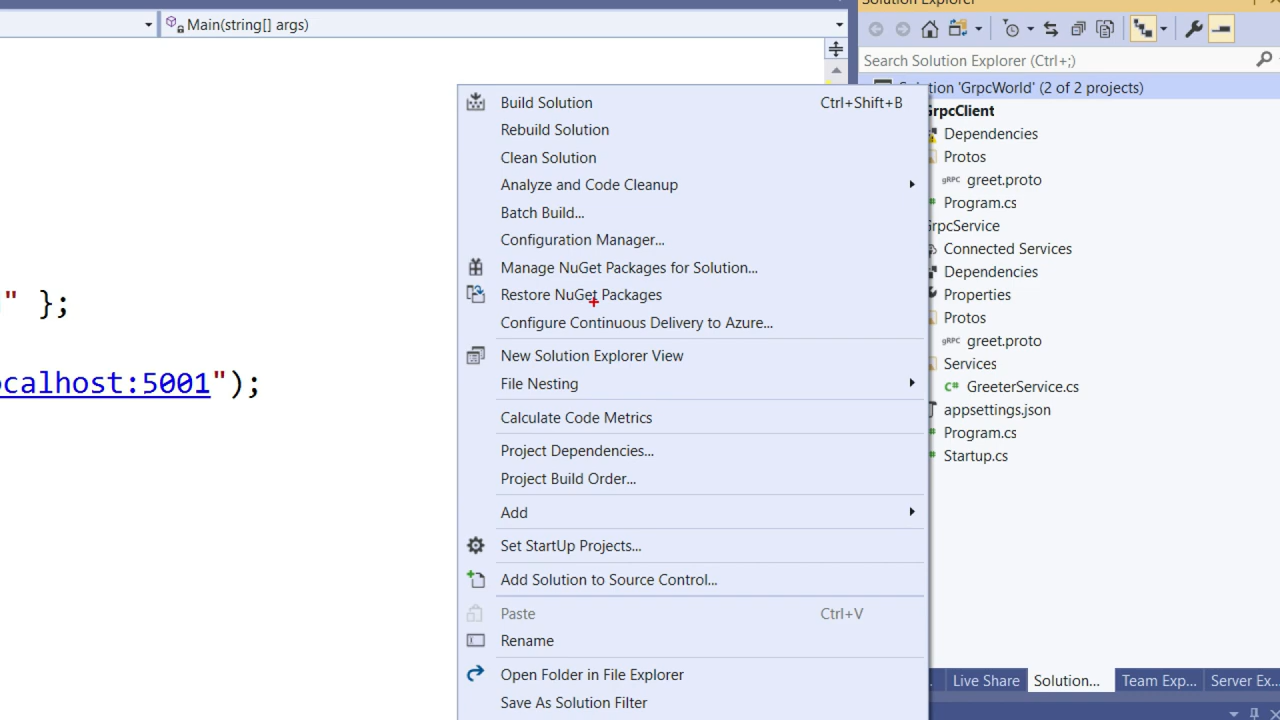 Main(string[] args)
Search Solution Explorer (Ctrl+;)
'GrpcWorld' (2 of 2 projects)
Build Solution Ctrl+Shift+B
Rebuild Solution
Clean Solution
Analyze and Code Cleanup
Batch Build...
Configuration Manager...
Manage NuGet Packages for Solution...
Restore NuGet Packages
Configure Continuous Delivery to Azure...
New Solution Explorer View
File Nesting
Calculate Code Metrics
Project Dependencies...
Project Build Order...
Add
Set StartUp Projects...
Add Solution to Source Control...
Paste Ctrl+V
Rename
Open Folder in File Explorer
Save As Solution Filter
" };
ocalhost:5001");
GrpcClient
Dependencies
Protos
gRPC greet.proto
Program.cs
GrpcService
Connected Services
Dependencies
Properties
Protos
gRPC greet.proto
Services
C# GreeterService.cs
appsettings.json
Program.cs
Startup.cs
Live Share Solution... Team Exp... Server Ex...